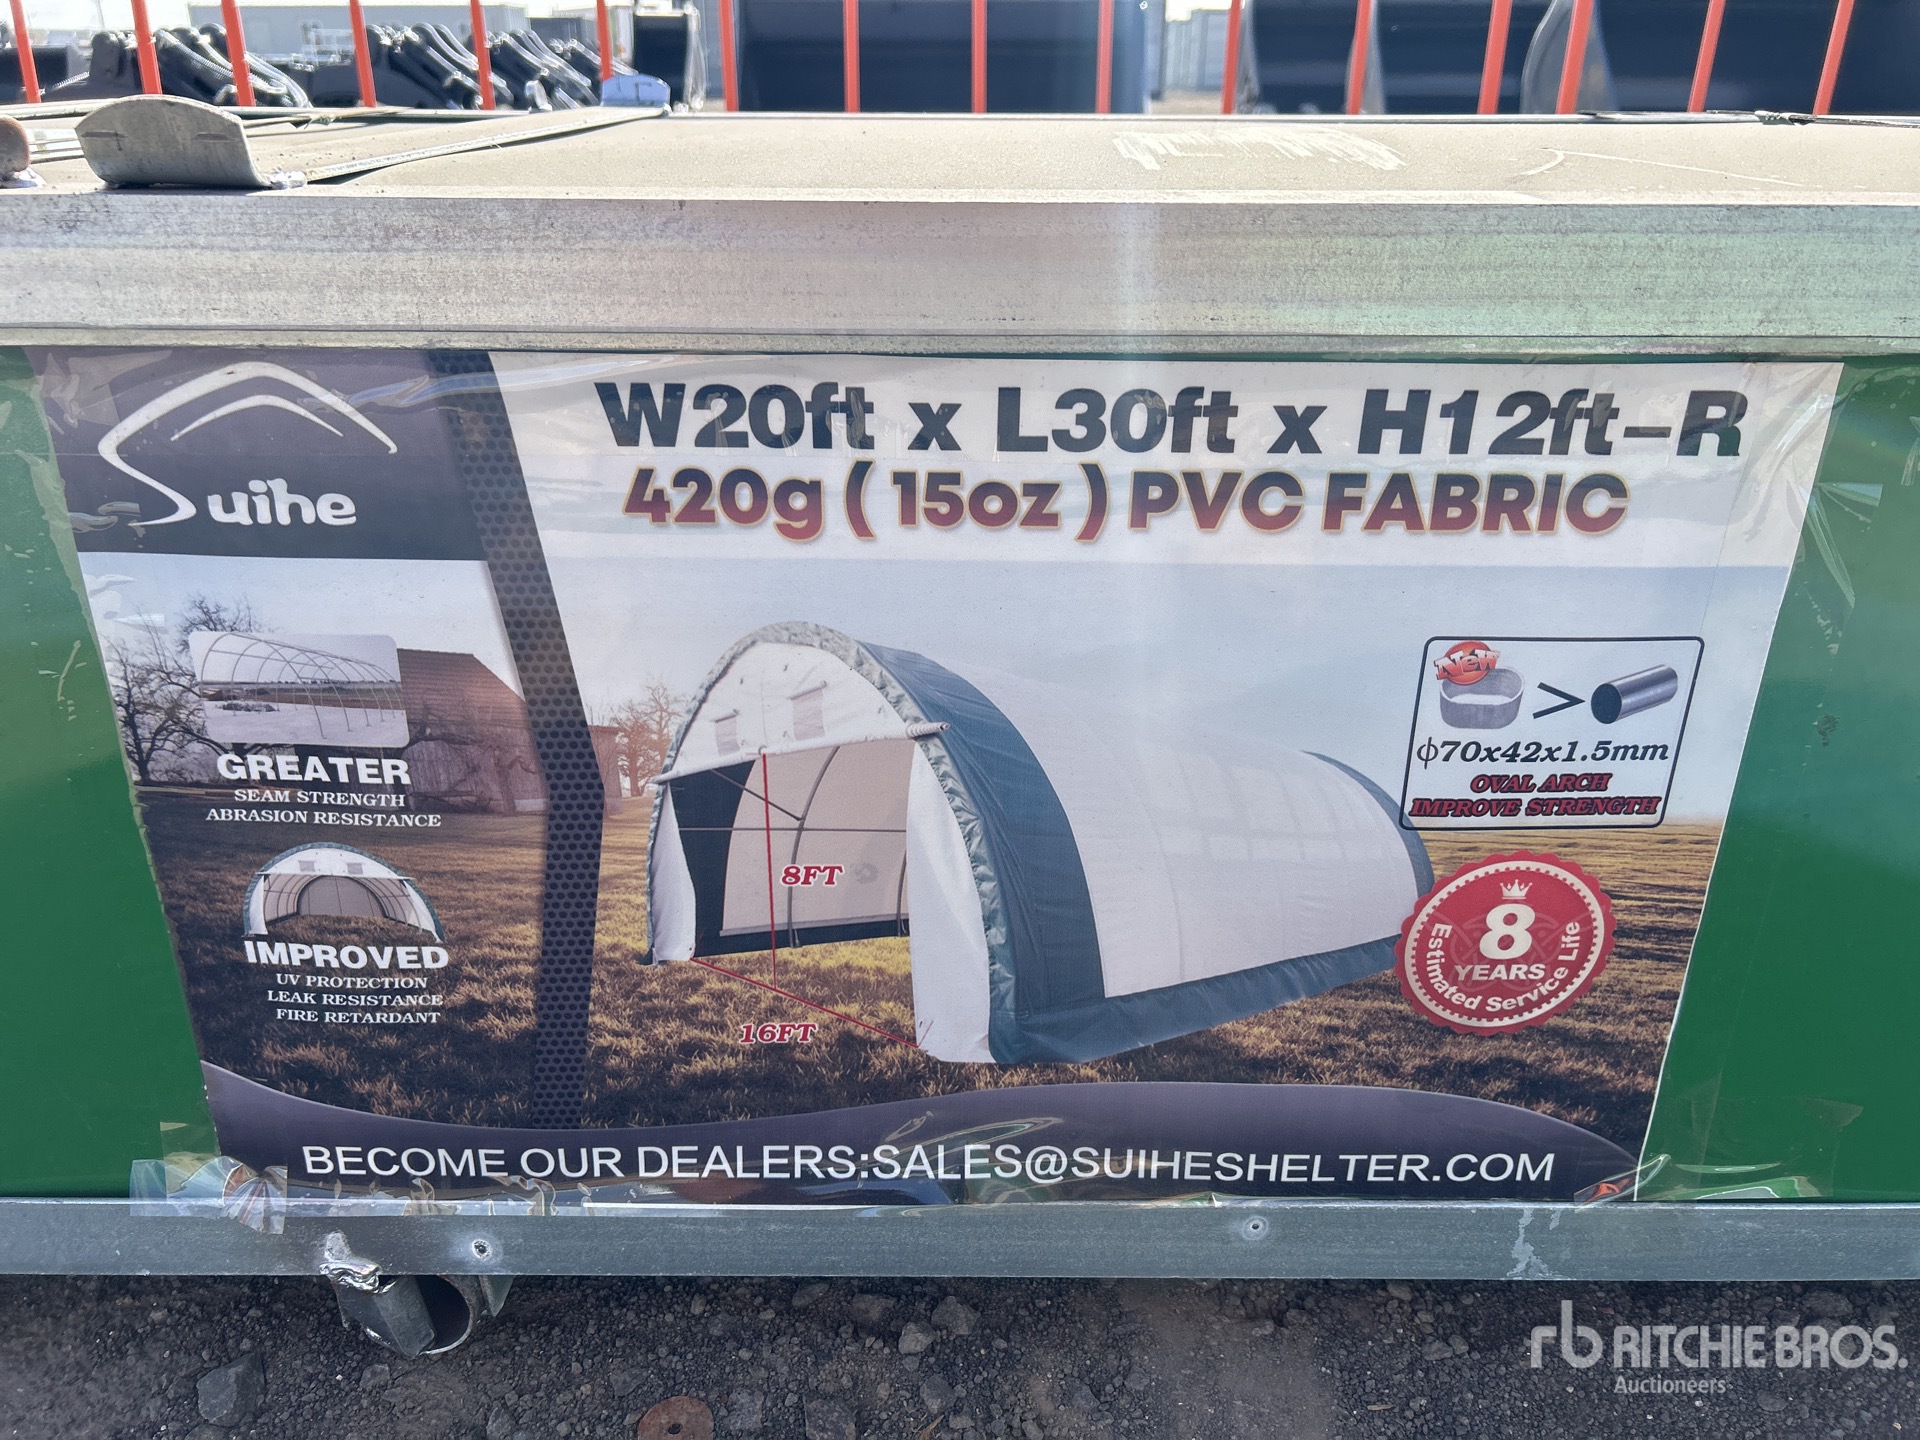 Suihe
W20ft x L30ft x H12ft-R
420g ( 15oz ) PVC FABRIC
GREATER
SEAM STRENGTH
ABRASION RESISTANCE
IMPROVED
UV PROTECTION
LEAK RESISTANCE
FIRE RETARDANT
8FT
16FT
NeW
>
ϕ70x42x1.5mm
OVAL ARCH
IMPROVE STRENGTH
8
YEARS
Estimated Service Life
BECOME OUR DEALERS:SALES@SUIHESHELTER.COM
rb RITCHIE BROS.
Auctioneers